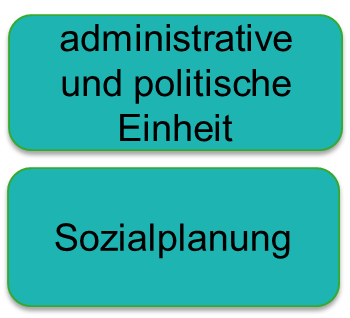 administrative
und politische
Einheit
Sozialplanung